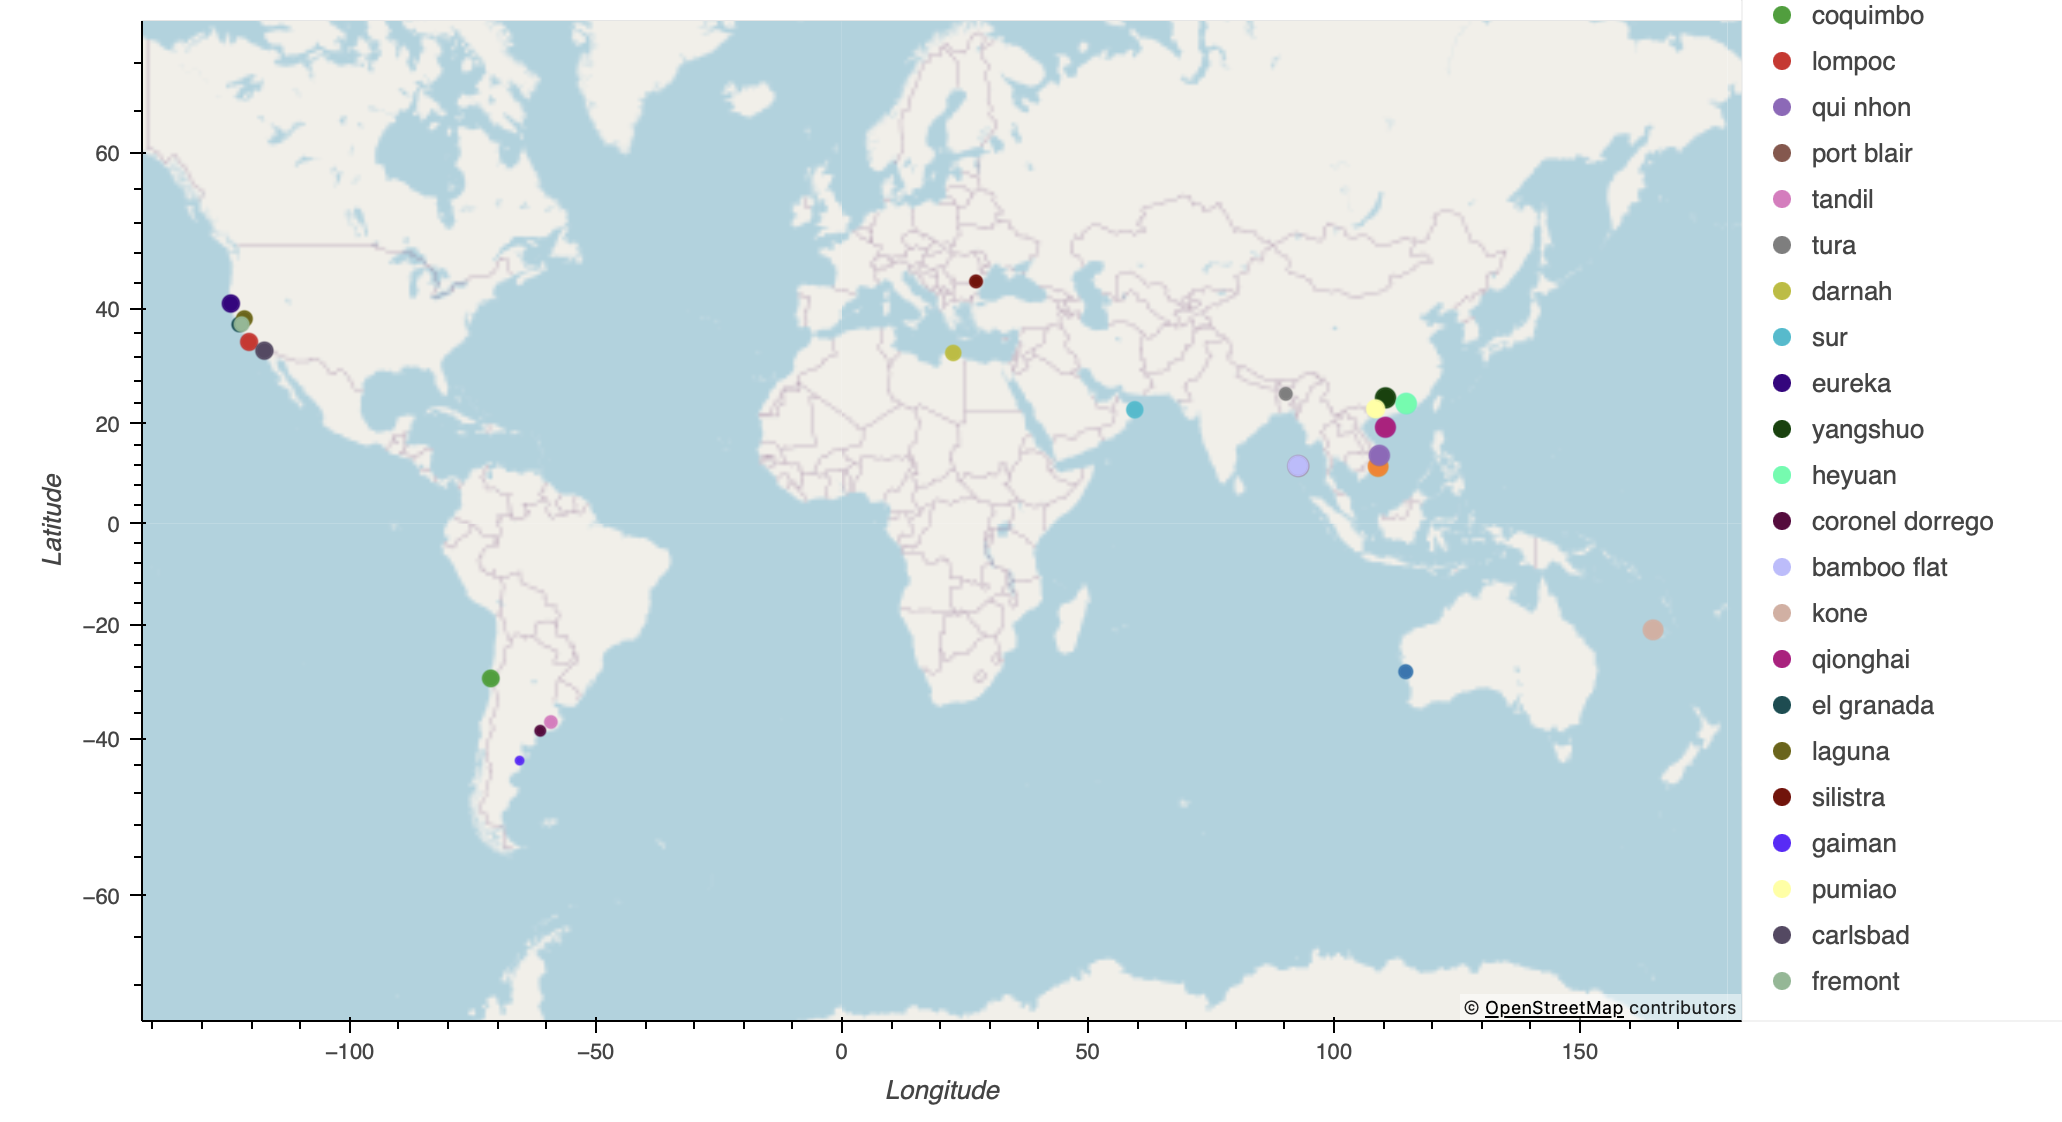 coquimbo
lompoc
qui nhon
port blair
tandil
tura
darnah
sur
eureka
yangshuo
heyuan
coronel dorrego
bamboo flat
kone
qionghai
el granada
laguna
silistra
gaiman
pumiao
carlsbad
fremont
60
40
20
0
−20
−40
−60
Latitude
© OpenStreetMap contributors
−100 −50 0 50 100 150
Longitude